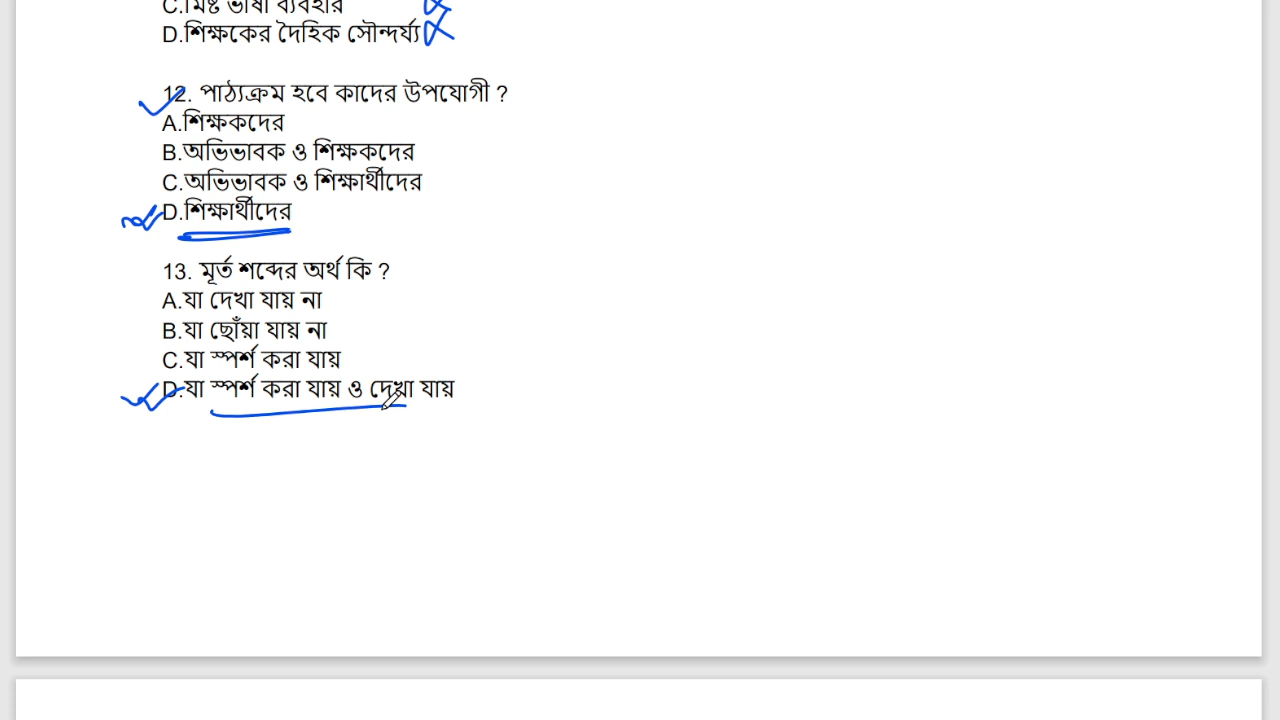 C.মিষ্ট ভাষা ব্যবহার
D.শিক্ষকের দৈহিক সৌন্দর্য্য
12. পাঠ্যক্রম হবে কাদের উপযোগী ?
A.শিক্ষকদের
B.অভিভাবক ও শিক্ষকদের
C.অভিভাবক ও শিক্ষার্থীদের
D.শিক্ষার্থীদের
13. মূর্ত শব্দের অর্থ কি ?
A.যা দেখা যায় না
B.যা ছোঁয়া যায় না
C.যা স্পর্শ করা যায়
D.যা স্পর্শ করা যায় ও দেখা যায়